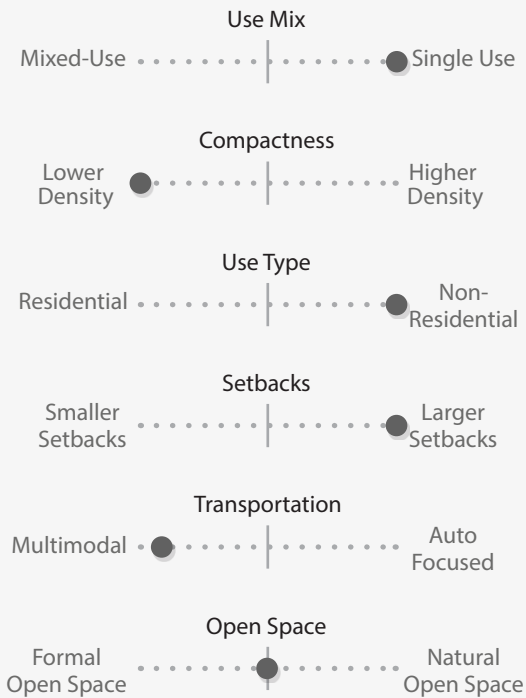 Use Mix
Mixed-Use
Single Use
Compactness
Lower
Density
Higher
Density
Use Type
Residential
Non-
Residential
Setbacks
Smaller
Setbacks
Larger
Setbacks
Transportation
Multimodal
Auto
Focused
Open Space
Formal
Open Space
Natural
Open Space